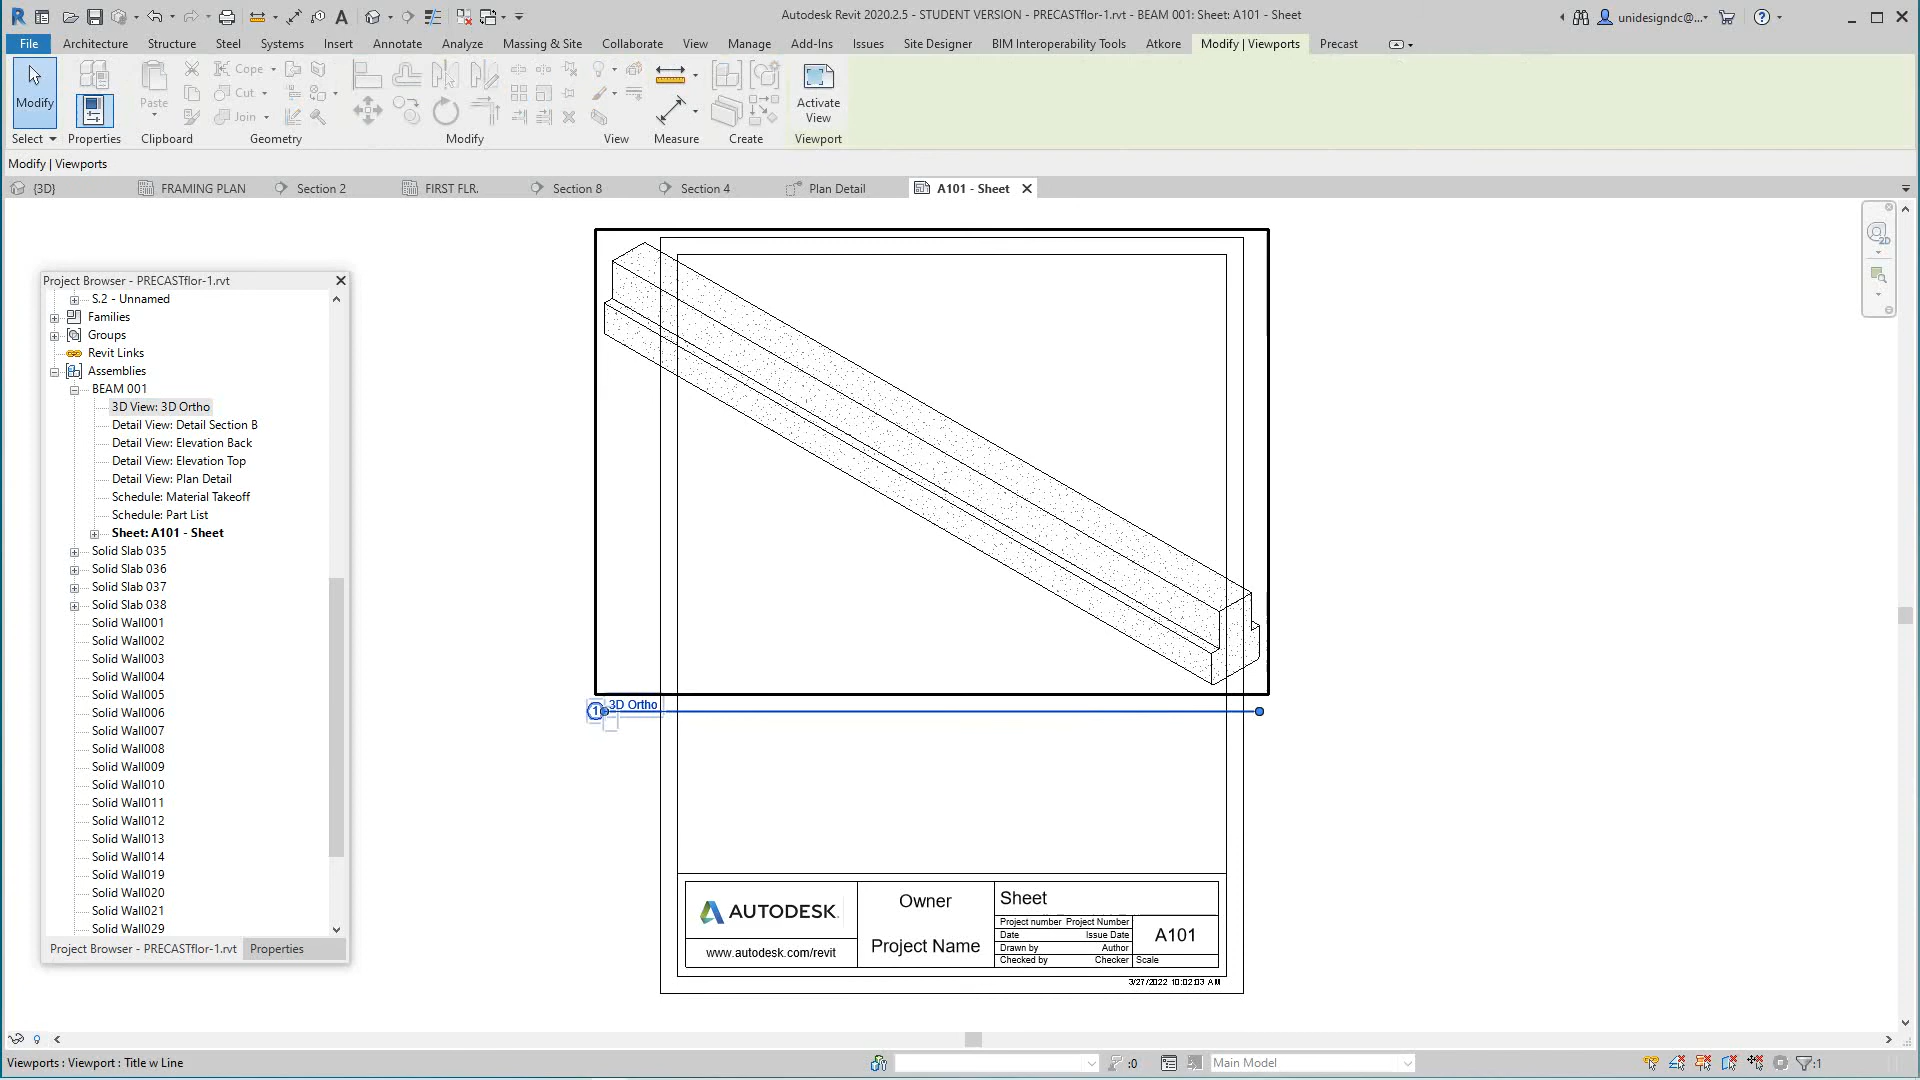 Autodesk Revit 2020.2.5 - STUDENT VERSION - PRECASTflor-1.rvt - BEAM 001: Sheet: A101 - Sheet
unidesigndc@...
File Architecture Structure Steel Systems Insert Annotate Analyze Massing & Site Collaborate View Manage Add-Ins Issues Site Designer BIM Interoperability Tools Atkore Modify | Viewports Precast
Modify
Paste
Cope
Cut
Join
Activate
View
Select Properties Clipboard Geometry Modify View Measure Create Viewport
Modify | Viewports
{3D} FRAMING PLAN Section 2 FIRST FLR. Section 8 Section 4 Plan Detail A101 - Sheet
2D
Project Browser - PRECASTflor-1.rvt
S.2 - Unnamed
Families
Groups
Revit Links
Assemblies
BEAM 001
3D View: 3D Ortho
Detail View: Detail Section B
Detail View: Elevation Back
Detail View: Elevation Top
Detail View: Plan Detail
Schedule: Material Takeoff
Schedule: Part List
Sheet: A101 - Sheet
Solid Slab 035
Solid Slab 036
Solid Slab 037
Solid Slab 038
Solid Wall001
Solid Wall002
Solid Wall003
Solid Wall004
Solid Wall005
Solid Wall006
Solid Wall007
Solid Wall008
Solid Wall009
Solid Wall010
Solid Wall011
Solid Wall012
Solid Wall013
Solid Wall014
Solid Wall019
Solid Wall020
Solid Wall021
Solid Wall029
Project Browser - PRECASTflor-1.rvt Properties
1 3D Ortho
AUTODESK.
www.autodesk.com/revit
Owner
Project Name
Sheet
Project number Project Number
Date Issue Date
Drawn by Author
Checked by Checker
A101
Scale
3/27/2022 10:02:03 AM
Viewports : Viewport : Title w Line
:0
Main Model
:1